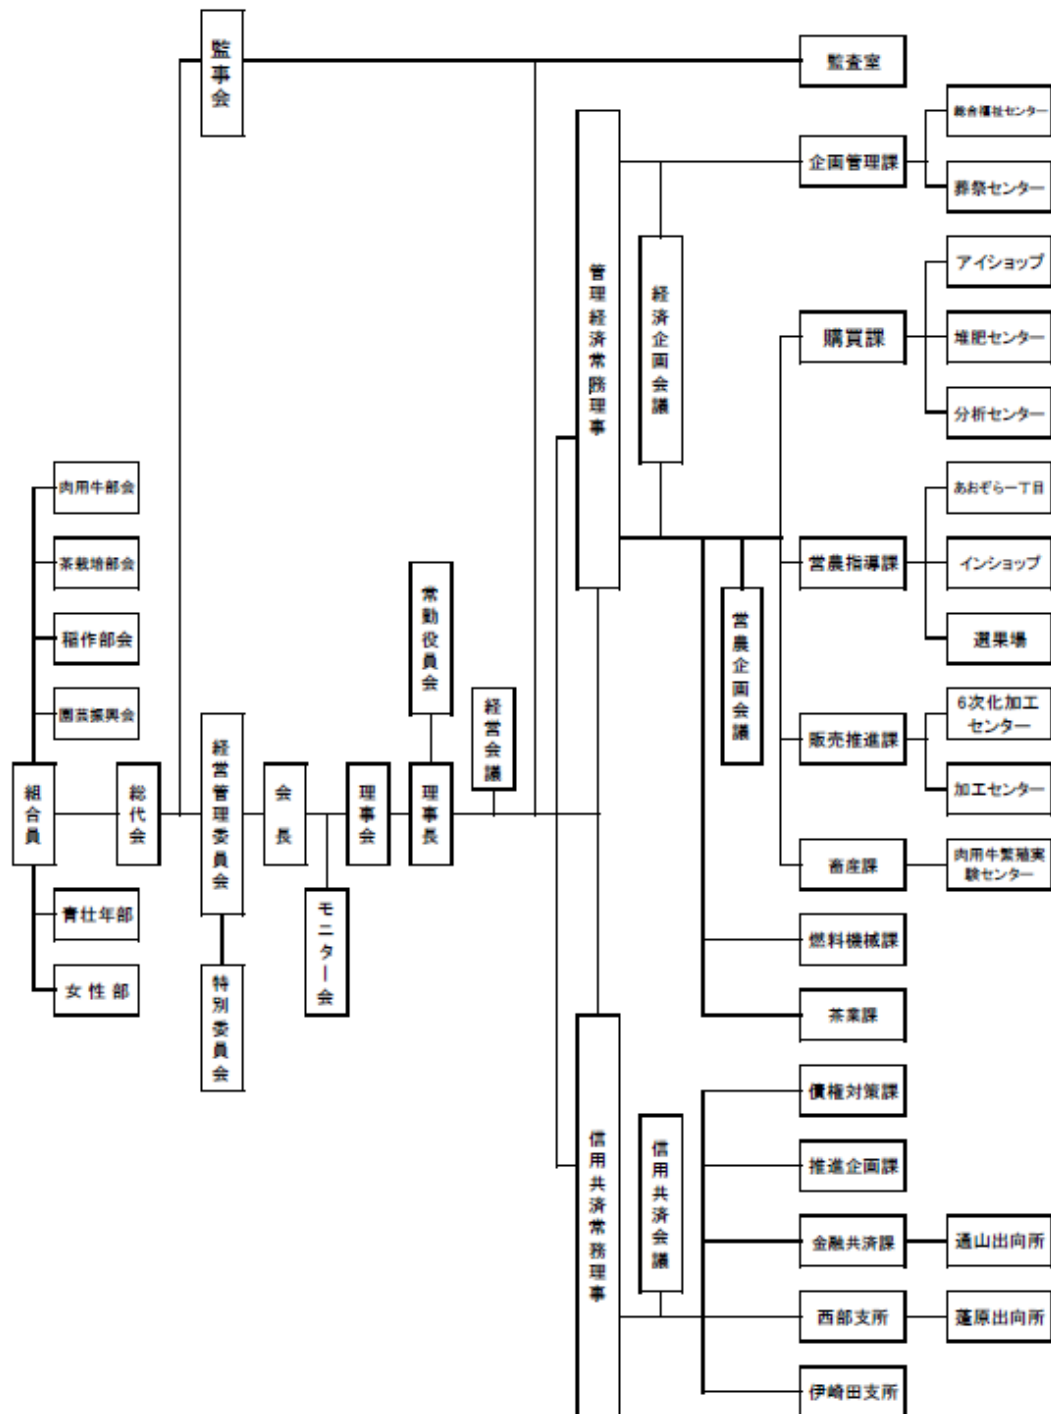 監事会
監査室
総合福祉センター
企画管理課
葬祭センター
管理経済常務理事
経済企画会議
アイショップ
購買課
堆肥センター
分析センター
肉用牛部会
茶栽培部会
稲作部会
園芸振興会
組合員
総代会
青壮年部
女性部
経営管理委員会
特別委員会
会長
モニター会
理事会
常勤役員会
理事長
経営会議
営農企画会議
あおぞら一丁目
営農指導課
インショップ
選果場
6次化加工
センター
販売推進課
加工センター
畜産課
肉用牛繁殖実
験センター
燃料機械課
茶業課
信用共済常務理事
信用共済会議
債権対策課
推進企画課
金融共済課
通山出向所
西部支所
蓬原出向所
伊崎田支所